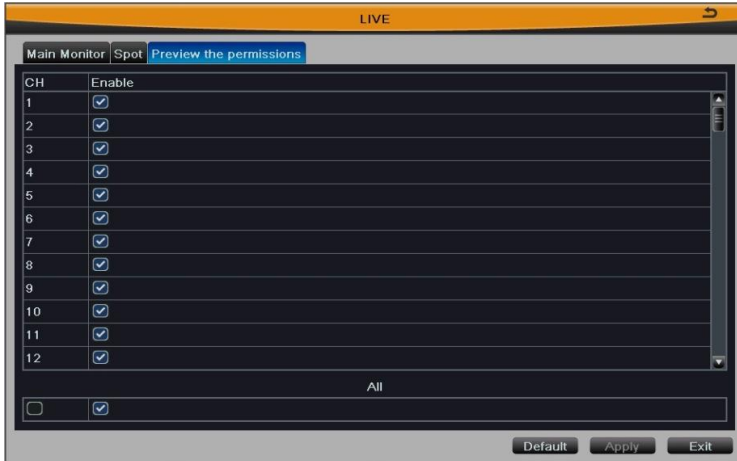 LIVE
Main Monitor Spot Preview the permissions
CH Enable
1
2
3
4
5
6
7
8
9
10
11
12
All
Default Apply Exit